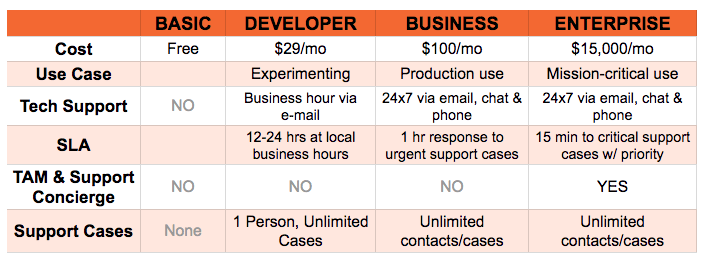 BASIC DEVELOPER BUSINESS ENTERPRISE
Cost Free $29/mo $100/mo $15,000/mo
Use Case Experimenting Production use Mission-critical use
Tech Support NO Business hour via 24x7 via email, chat & 24x7 via email, chat &
e-mail phone phone
SLA 12-24 hrs at local 1 hr response to 15 min to critical support
business hours urgent support cases cases w/ priority
TAM & Support
Concierge NO NO NO YES
Support Cases None 1 Person, Unlimited Unlimited Unlimited
Cases contacts/cases contacts/cases